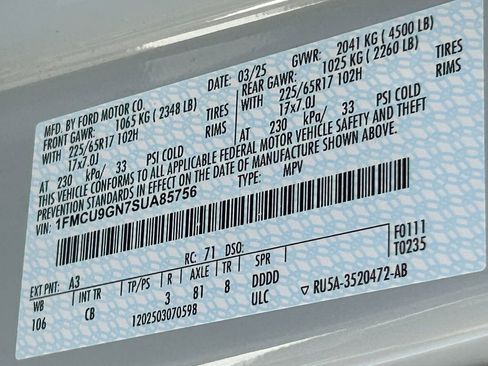 MFD. BY FORD MOTOR CO.
DATE: 03/25 GVWR: 2041 KG ( 4500 LB)
FRONT GAWR: 1065 KG ( 2348 LB) REAR GAWR: 1025 KG ( 2260 LB)
WITH 225/65R17 102H TIRES WITH 225/65R17 102H TIRES
17x7.0J RIMS 17x7.0J RIMS
AT 230 kPa/ 33 PSI COLD AT 230 kPa/ 33 PSI COLD
THIS VEHICLE CONFORMS TO ALL APPLICABLE FEDERAL MOTOR VEHICLE SAFETY AND THEFT
PREVENTION STANDARDS IN EFFECT ON THE DATE OF MANUFACTURE SHOWN ABOVE.
VIN: 1FMCU9GN7SUA85756 TYPE: MPV
F0111
T0235
EXT PNT: A3 RC: 71 DSO:
WB INT TR TP/PS R AXLE TR SPR
106 CB 3 81 8 DDDD
ULC ▽ RU5A-3520472-AB
1202503070598